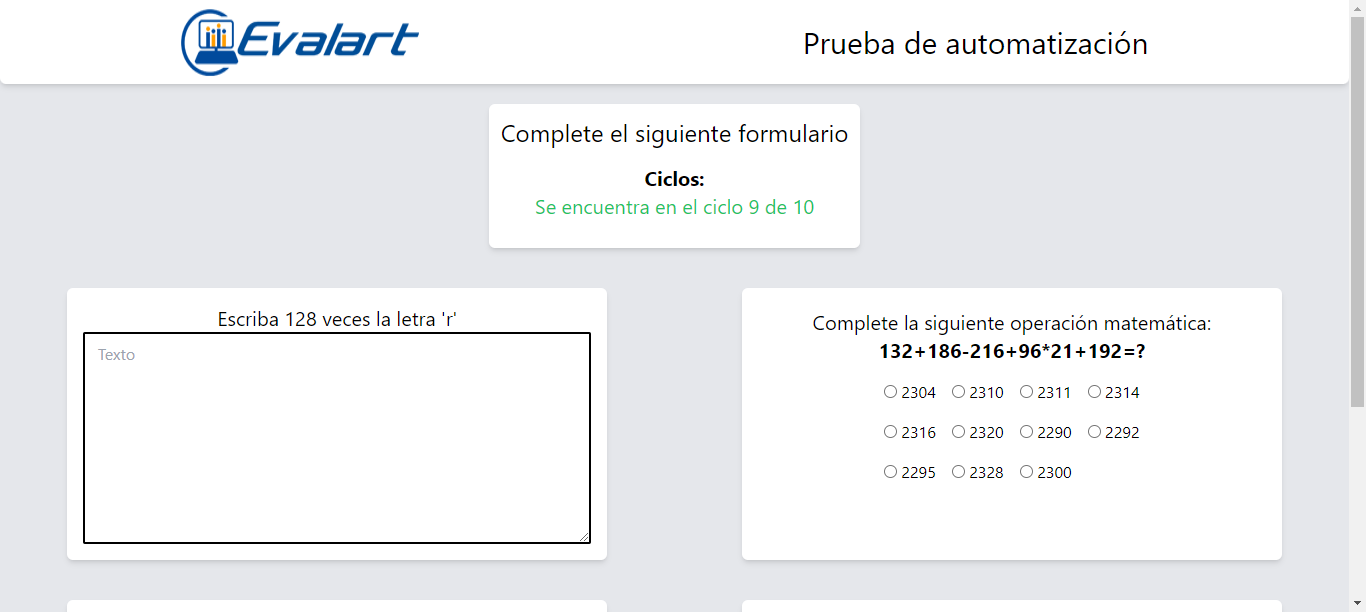 Evalart
Prueba de automatización
Complete el siguiente formulario
Ciclos:
Se encuentra en el ciclo 9 de 10
Escriba 128 veces la letra 'r'
Texto
Complete la siguiente operación matemática:
132+186-216+96*21+192=?
2304 2310 2311 2314
2316 2320 2290 2292
2295 2328 2300